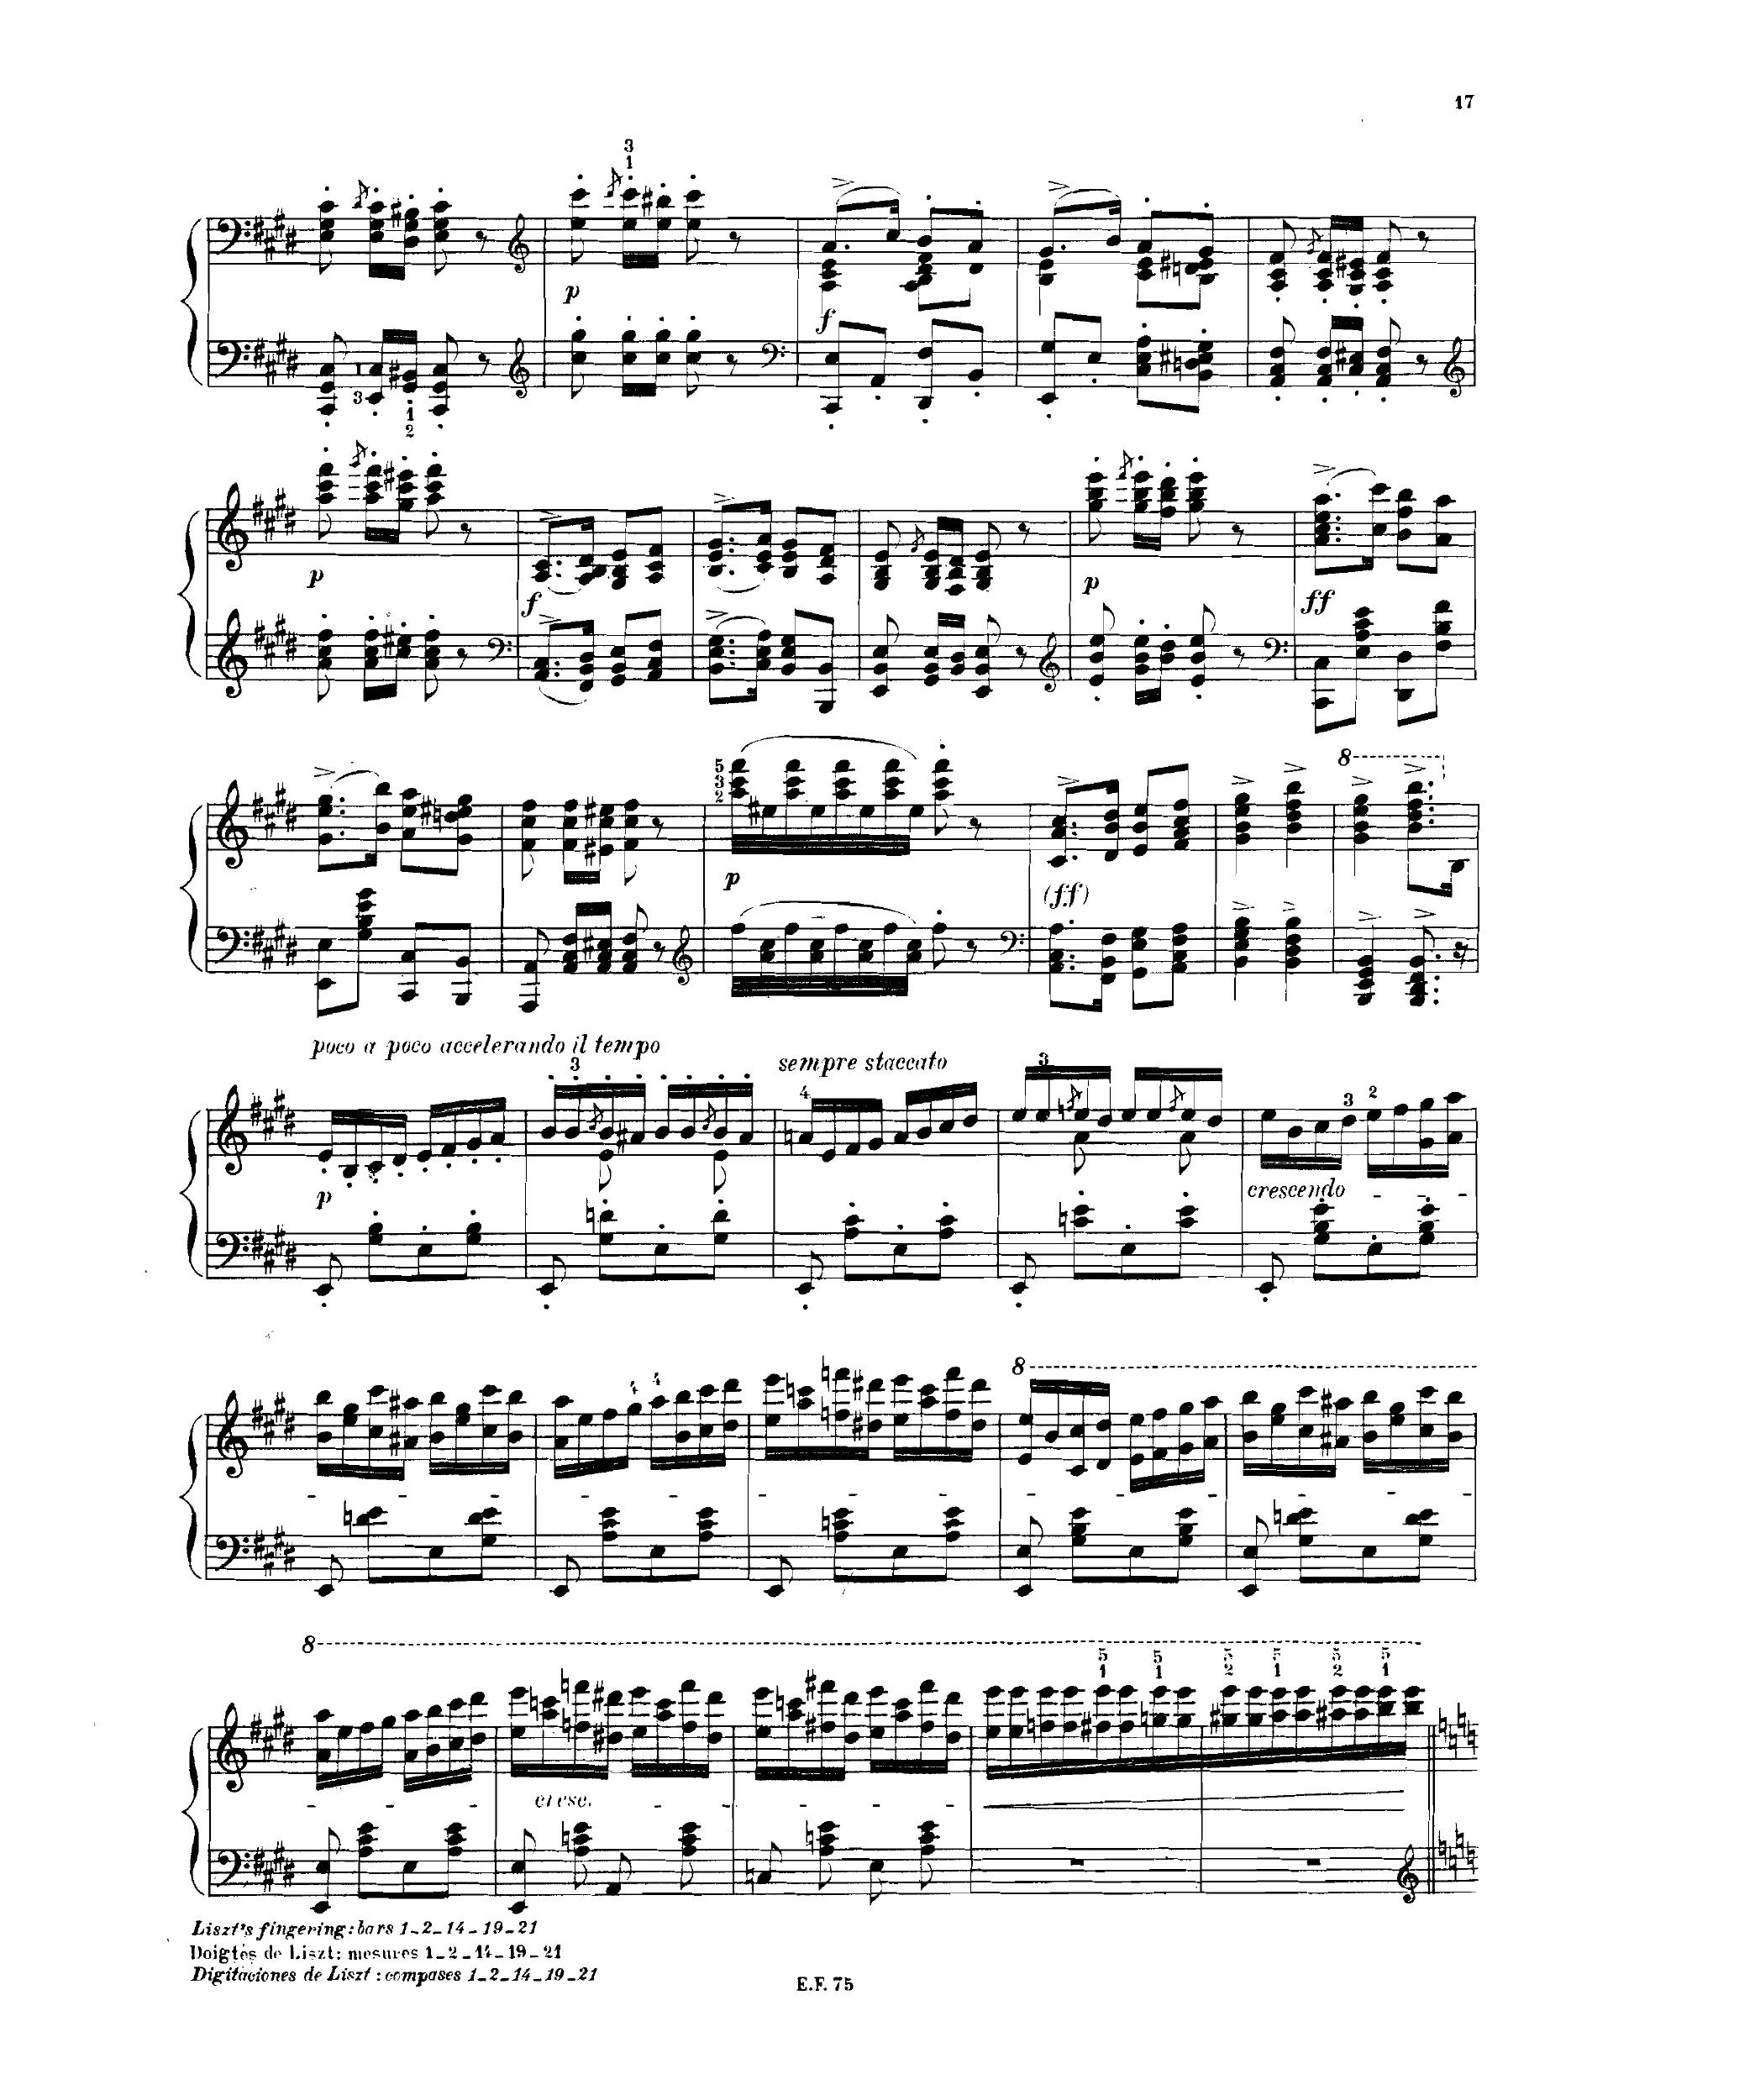 17
3
1
p
f
1
3
1
2
p
f
p
ff
8
5
3
2
p
(ff)
poco a poco accelerando il tempo
sempre staccato
3
4
3
3 2
p
crescendo
4 4
8
8
5 5 5 5 5 5
1 1 2 1 2 1
cresc.
Liszt's fingering: bars 1-2-14-19-21
Doigtés de Liszt: mesures 1-2-14-19-21
Digitaciones de Liszt: compases 1-2-14-19-21
E.F. 75